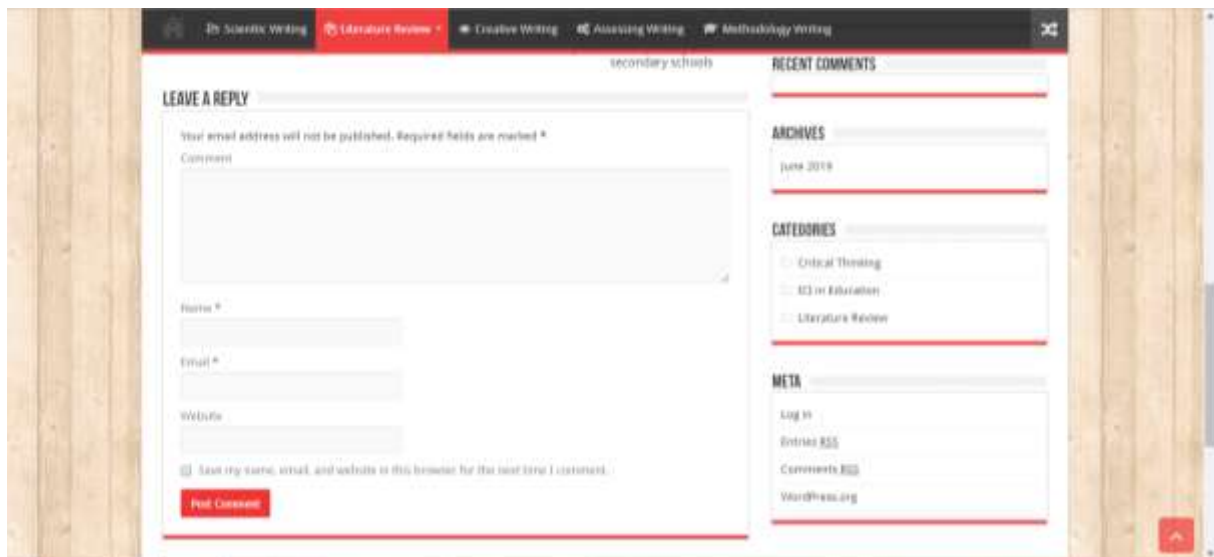 Scientific Writing Literature Review Creative Writing Assessing Writing Methodology Writing
secondary schools
LEAVE A REPLY
Your email address will not be published. Required fields are marked *
Comment
Name *
Email *
Website
Save my name, email, and website in this browser for the next time I comment.
Post Comment
RECENT COMMENTS
ARCHIVES
June 2019
CATEGORIES
Critical Thinking
in Education
Literature Review
META
Log in
Entries RSS
Comments RSS
WordPress.org